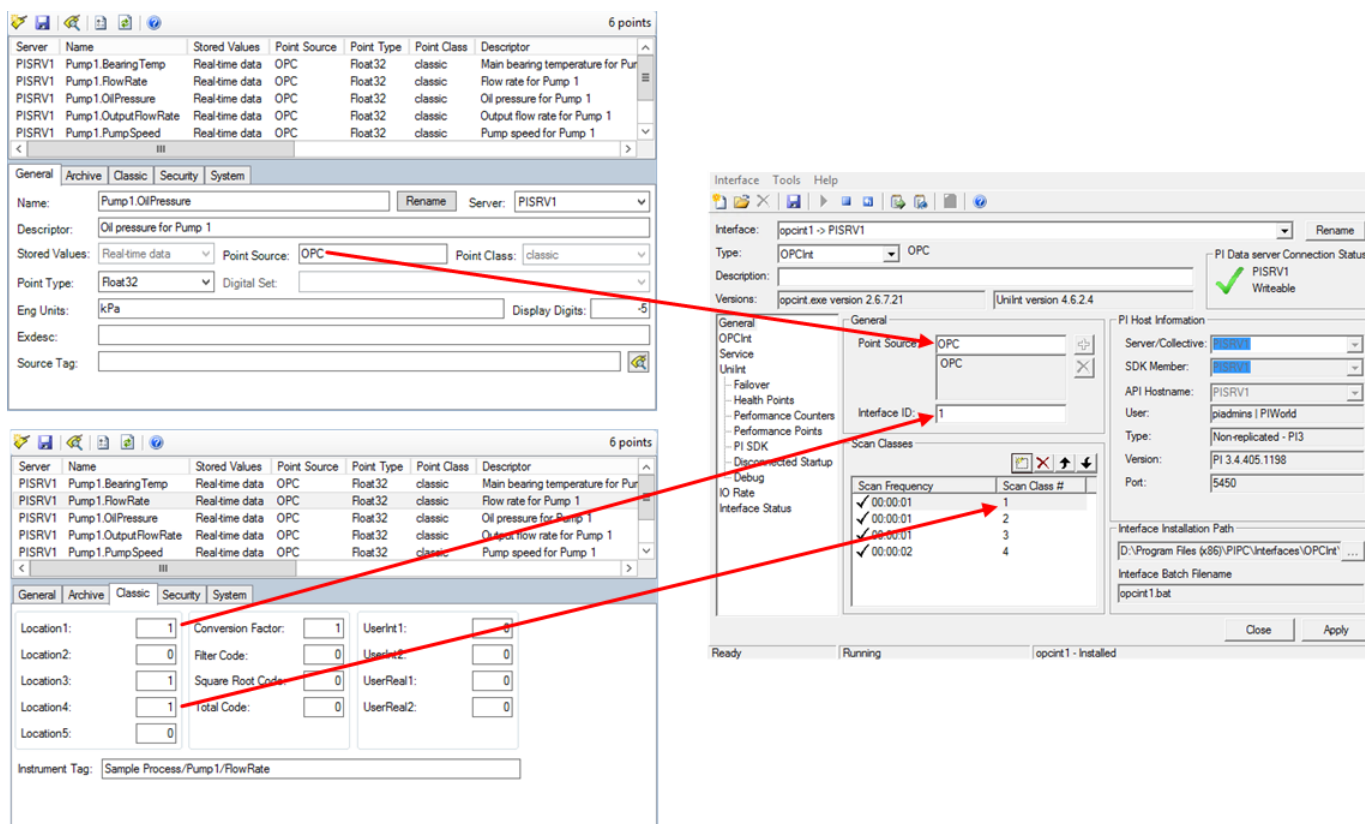 6 points
Server Name Stored Values Point Source Point Type Point Class Descriptor
PISRV1 Pump1.BearingTemp Real-time data OPC Float32 classic Main bearing temperature for Pur
PISRV1 Pump1.FlowRate Real-time data OPC Float32 classic Flow rate for Pump 1
PISRV1 Pump1.OilPressure Real-time data OPC Float32 classic Oil pressure for Pump 1
PISRV1 Pump1.OutputFlowRate Real-time data OPC Float32 classic Output flow rate for Pump 1
PISRV1 Pump1.PumpSpeed Real-time data OPC Float32 classic Pump speed for Pump 1
General Archive Classic Security System
Name: Pump1.OilPressure Rename Server: PISRV1
Descriptor: Oil pressure for Pump 1
Stored Values: Real-time data Point Source: OPC Point Class: classic
Point Type: Float32 Digital Set:
Eng Units: kPa Display Digits: -5
Exdesc:
Source Tag:
6 points
Server Name Stored Values Point Source Point Type Point Class Descriptor
PISRV1 Pump1.BearingTemp Real-time data OPC Float32 classic Main bearing temperature for Pur
PISRV1 Pump1.FlowRate Real-time data OPC Float32 classic Flow rate for Pump 1
PISRV1 Pump1.OilPressure Real-time data OPC Float32 classic Oil pressure for Pump 1
PISRV1 Pump1.OutputFlowRate Real-time data OPC Float32 classic Output flow rate for Pump 1
PISRV1 Pump1.PumpSpeed Real-time data OPC Float32 classic Pump speed for Pump 1
General Archive Classic Security System
Location1: 1 Conversion Factor: 1 UserInt1: 0
Location2: 0 Filter Code: 0 UserInt2: 0
Location3: 1 Square Root Code: 0 UserReal1: 0
Location4: 1 Total Code: 0 UserReal2: 0
Location5: 0
Instrument Tag: Sample Process/Pump1/FlowRate
Interface Tools Help
Interface: opcint1 -> PISRV1 Rename
Type: OPCInt OPC
Description:
Versions: opcint.exe version 2.6.7.21 UniInt version 4.6.2.4
PI Data server Connection Status
PISRV1
Writeable
General
OPCInt
Service
UniInt
Failover
Health Points
Performance Counters
Performance Points
PI SDK
Disconnected Startup
Debug
IO Rate
Interface Status
General
Point Source: OPC
OPC
Interface ID: 1
Scan Classes
Scan Frequency Scan Class #
00:00:01 1
00:00:01 2
00:00:01 3
00:00:02 4
PI Host Information
Server/Collective: PISRV1
SDK Member: PISRV1
API Hostname: PISRV1
User: piadmins | PIWorld
Type: Non-replicated - PI3
Version: PI 3.4.405.1198
Port: 5450
Interface Installation Path
D:\Program Files (x86)\PIPC\Interfaces\OPCInt\ ...
Interface Batch Filename
opcint1.bat
Close Apply
Ready Running opcint1 - Installed